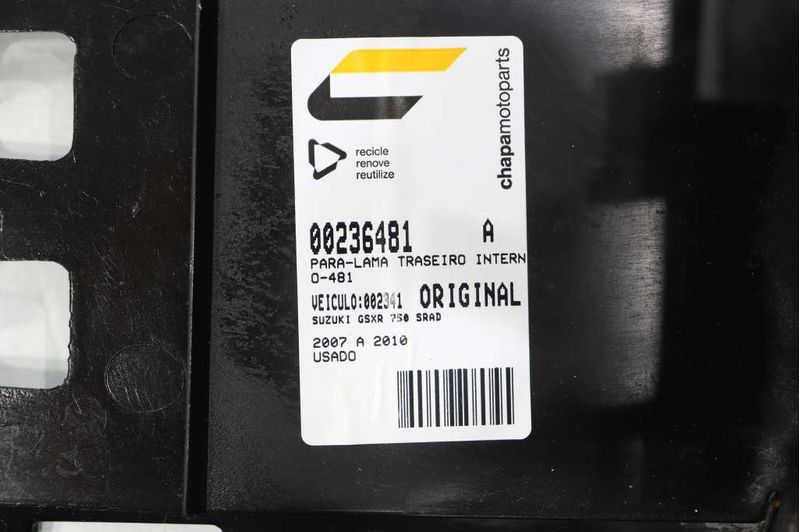 chapamotoparts
recicle
renove
reutilize
00236481 A
PARA-LAMA TRASEIRO INTERN
O-481
VEICULO:002341 ORIGINAL
SUZUKI GSXR 750 SRAD
2007 A 2010
USADO